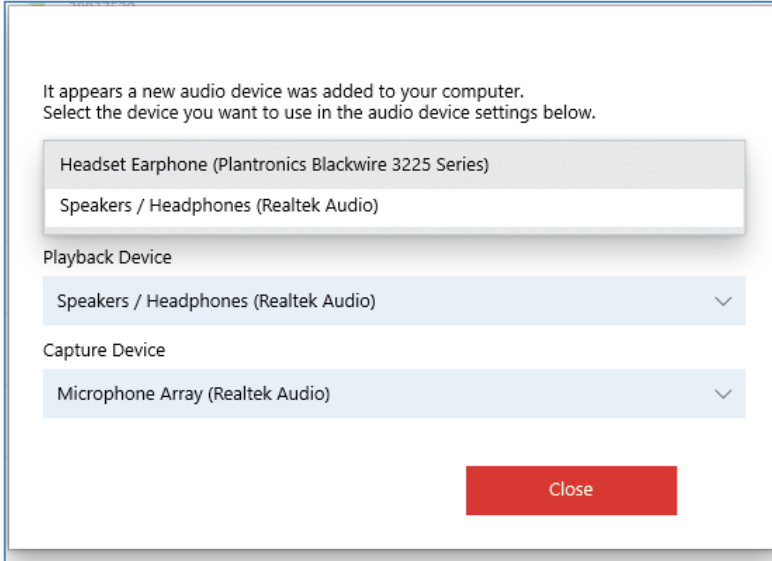 It appears a new audio device was added to your computer.
Select the device you want to use in the audio device settings below.
Headset Earphone (Plantronics Blackwire 3225 Series)
Speakers / Headphones (Realtek Audio)
Playback Device
Speakers / Headphones (Realtek Audio)
Capture Device
Microphone Array (Realtek Audio)
Close